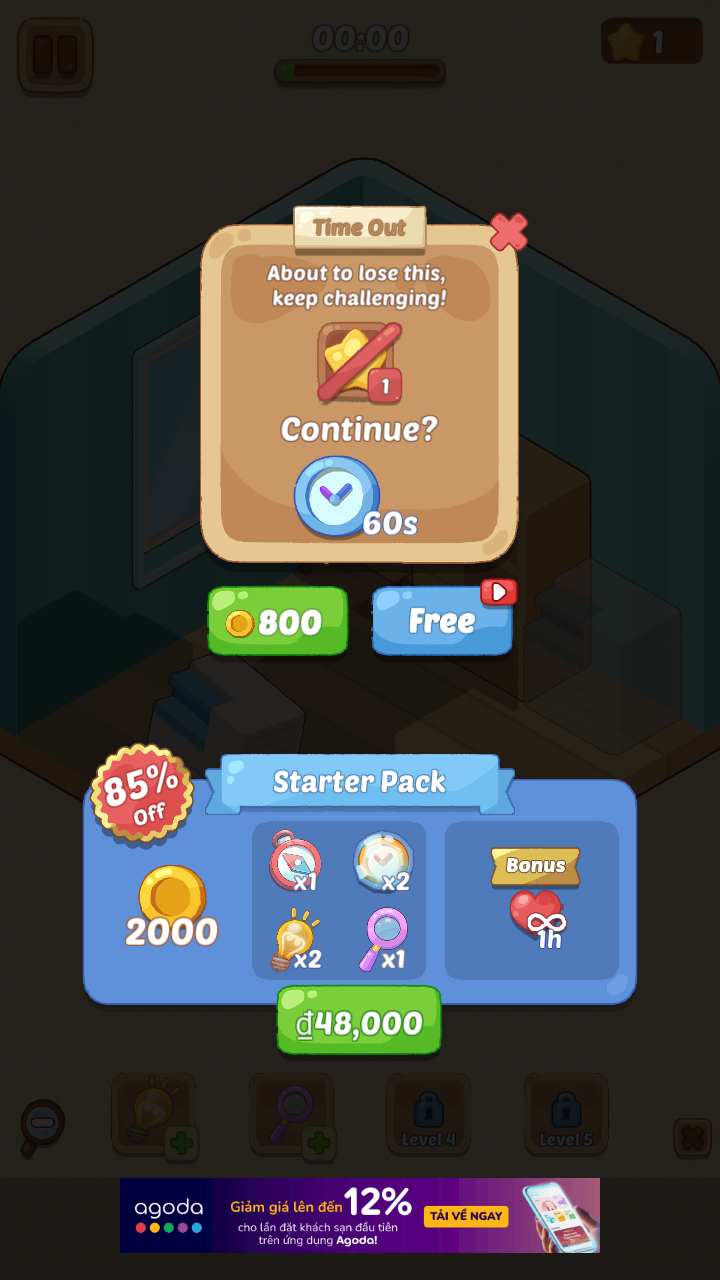 00:00
1
Time Out
About to lose this,
keep challenging!
1
Continue?
60s
800
Free
85%
Off
Starter Pack
2000
x1
x2
x2
x1
Bonus
1h
₫48,000
Level 4
Level 5
agoda
Giảm giá lên đến 12%
cho lần đặt khách sạn đầu tiên
trên ứng dụng Agoda!
TẢI VỀ NGAY